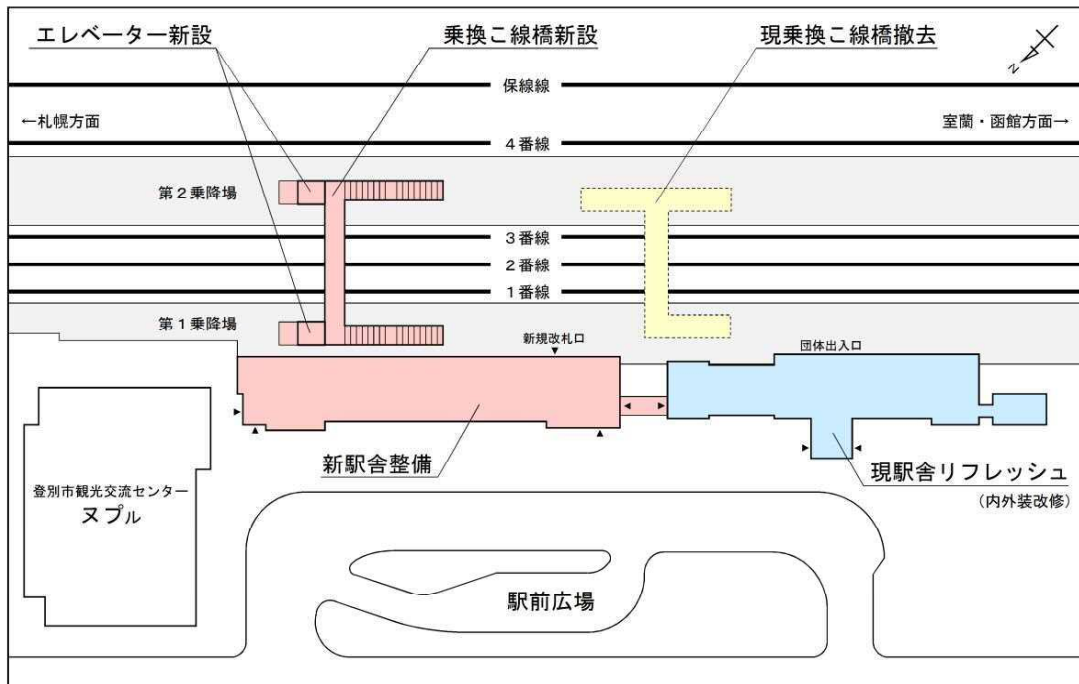 エレベーター新設
乗換こ線橋新設
現乗換こ線橋撤去
N
保線線
←札幌方面
室蘭・函館方面→
4番線
第2乗降場
3番線
2番線
1番線
第1乗降場
新規改札口
団体出入口
新駅舎整備
現駅舎リフレッシュ
(内外装改修)
登別市観光交流センター
ヌプル
駅前広場